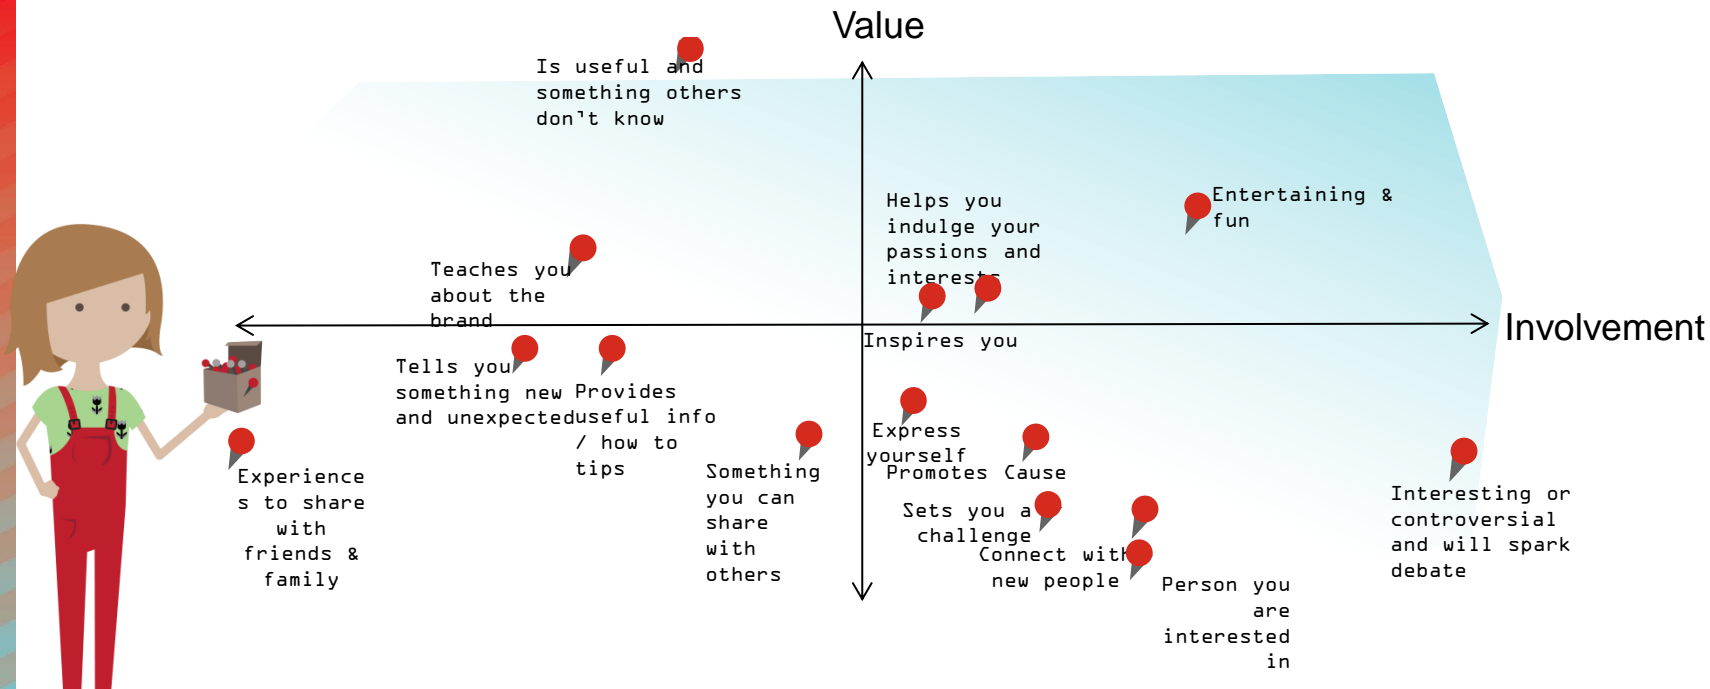 Value
Is useful and
something others
don't know
Helps you
indulge your
passions and
interests
Entertaining &
fun
Teaches you
about the
brand
Involvement
Inspires you
Tells you
something new
and unexpected
Provides
useful info
/ how to
tips
Express
yourself
Promotes Cause
Something
you can
share
with
others
Experience
s to share
with
friends &
family
Sets you a
challenge
Connect with
new people
Person you
are
interested
in
Interesting or
controversial
and will spark
debate